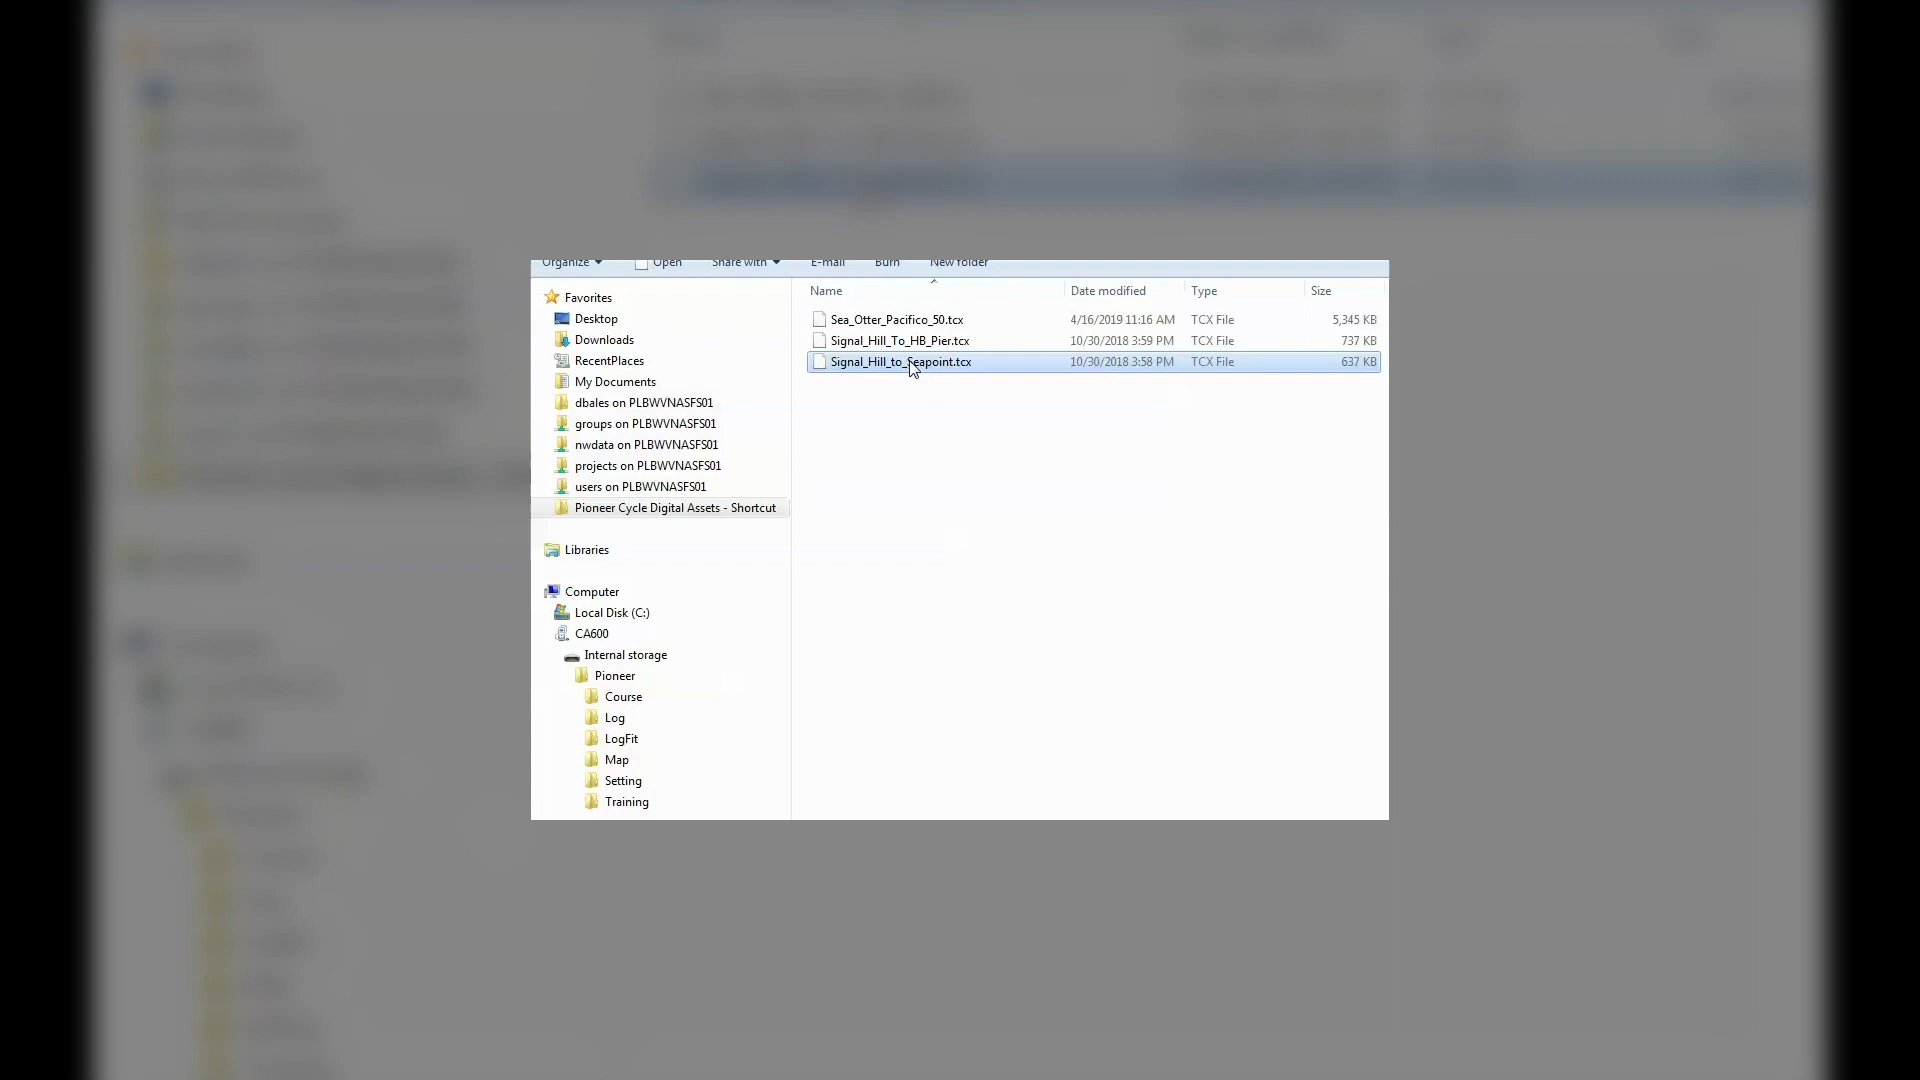 Organize Open Share with E-mail Burn New folder
Favorites
Desktop
Downloads
RecentPlaces
My Documents
dbales on PLBWVNASFS01
groups on PLBWVNASFS01
nwdata on PLBWVNASFS01
projects on PLBWVNASFS01
users on PLBWVNASFS01
Pioneer Cycle Digital Assets - Shortcut
Libraries
Computer
Local Disk (C:)
CA600
Internal storage
Pioneer
Course
Log
LogFit
Map
Setting
Training
Name Date modified Type Size
Sea_Otter_Pacifico_50.tcx 4/16/2019 11:16 AM TCX File 5,345 KB
Signal_Hill_To_HB_Pier.tcx 10/30/2018 3:59 PM TCX File 737 KB
Signal_Hill_to_Seapoint.tcx 10/30/2018 3:58 PM TCX File 637 KB